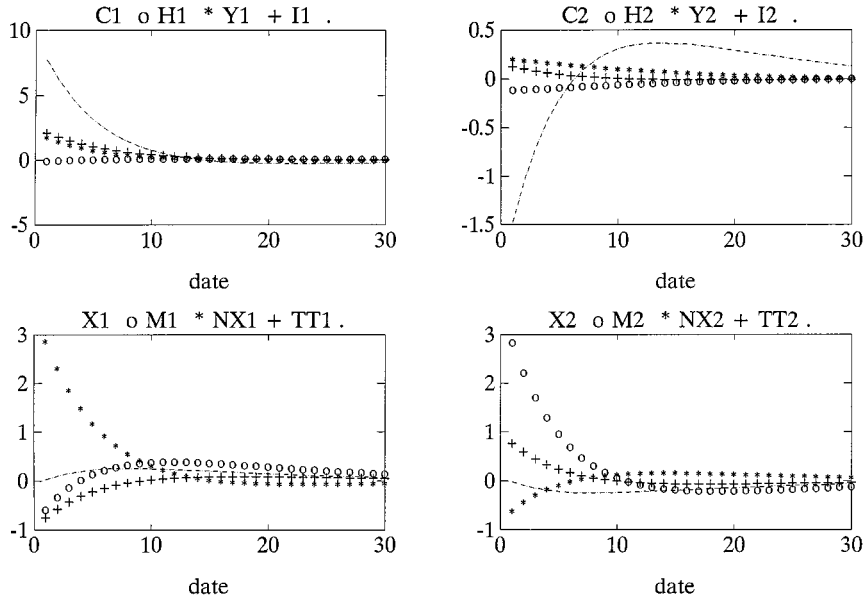 C1 o H1 * Y1 + I1 .
10
5
0
-5
0 10 20 30
date
C2 o H2 * Y2 + I2 .
0.5
0
-0.5
-1
-1.5
0 10 20 30
date
X1 o M1 * NX1 + TT1 .
3
2
1
0
-1
0 10 20 30
date
X2 o M2 * NX2 + TT2 .
3
2
1
0
-1
0 10 20 30
date